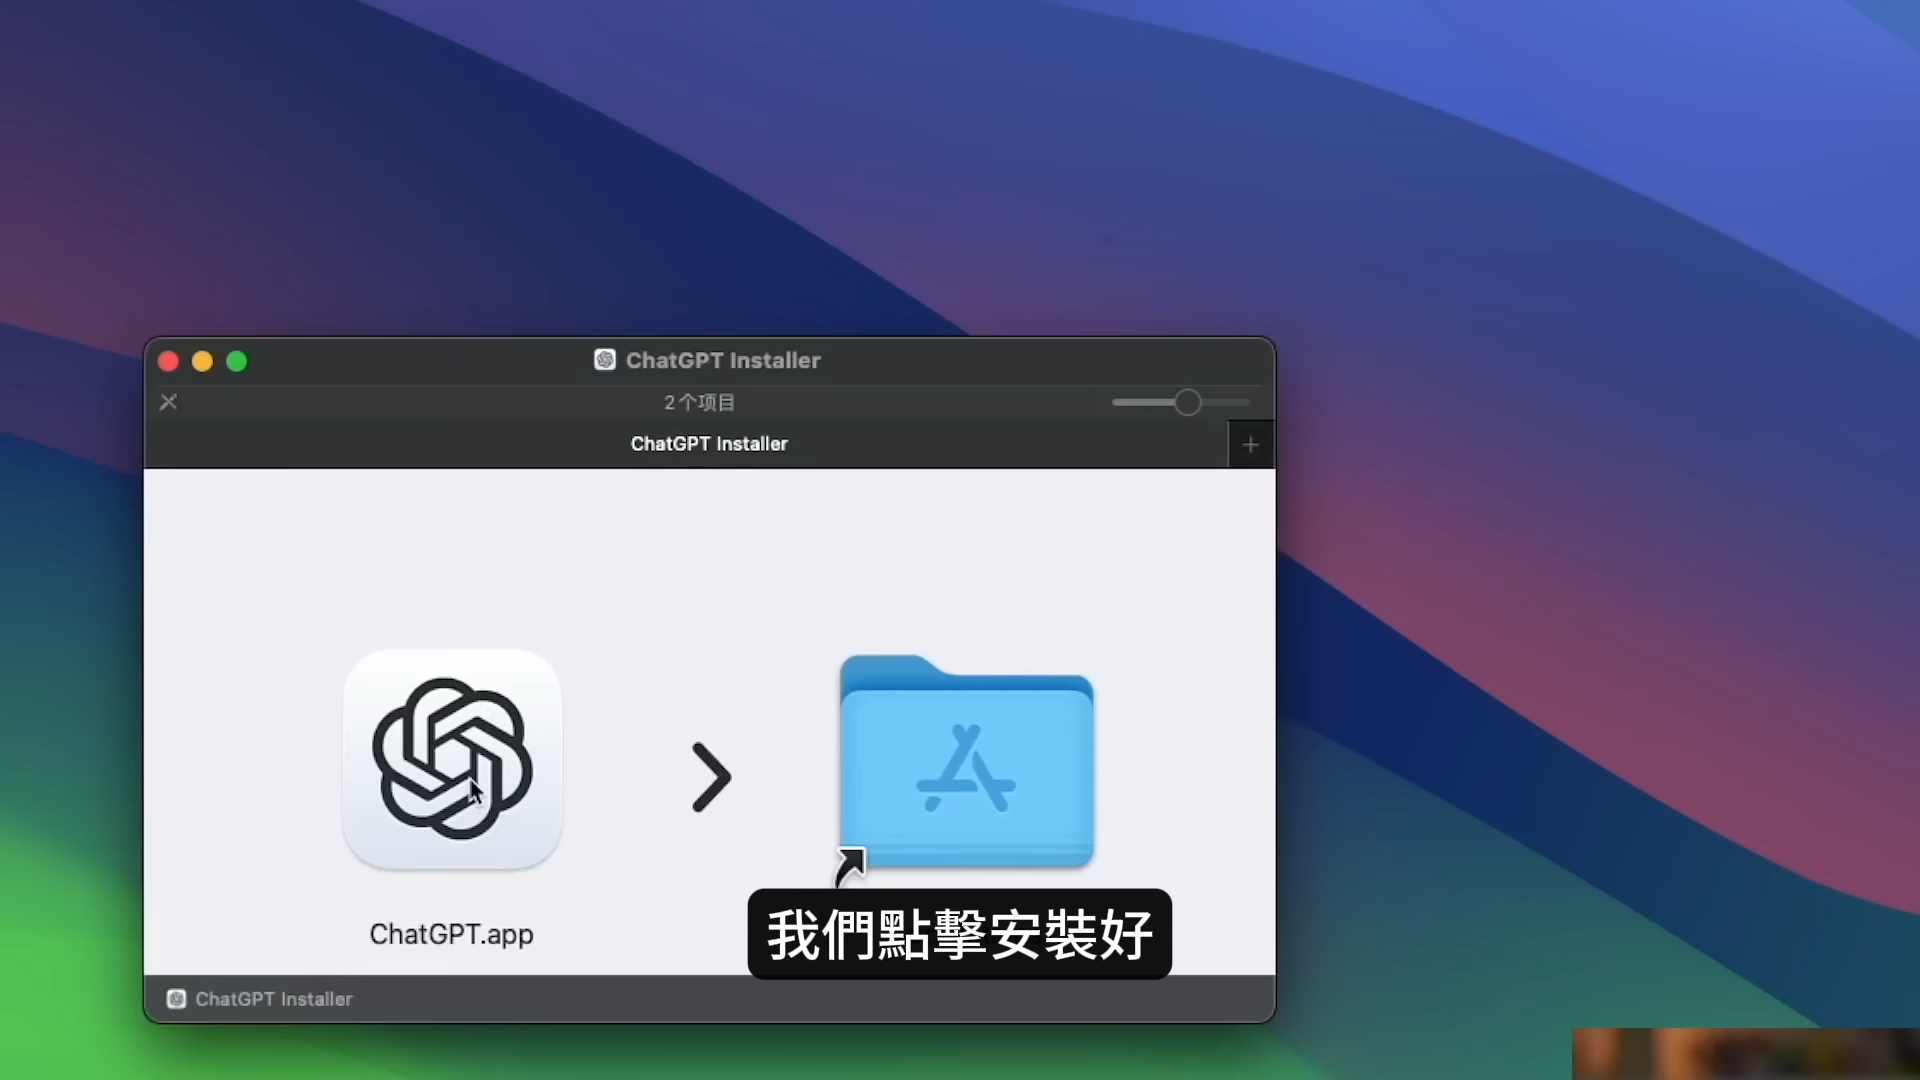 ChatGPT Installer
2个项目
ChatGPT Installer
ChatGPT.app
我們點擊安裝好
ChatGPT Installer